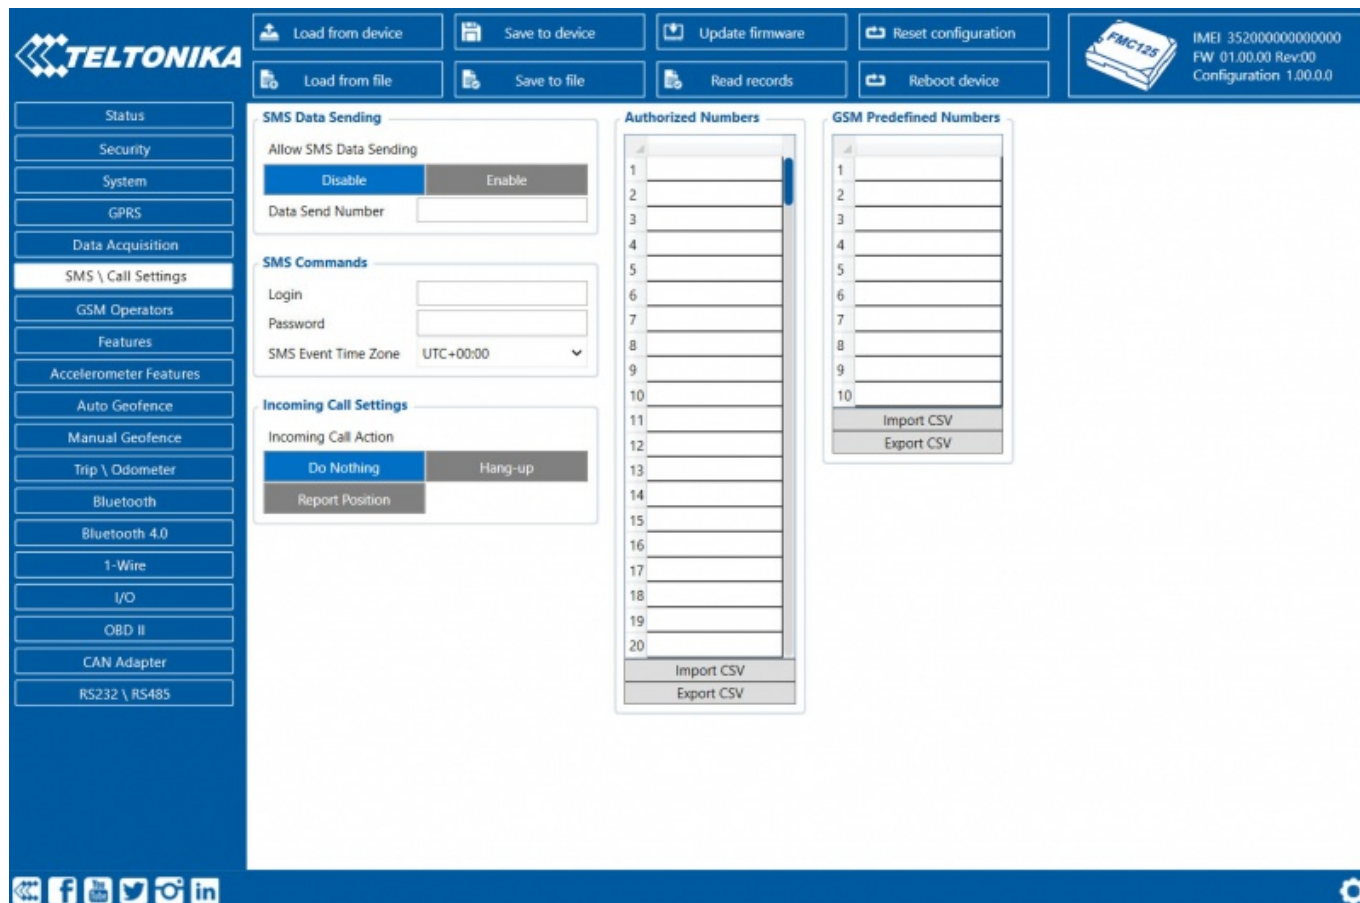 TELTONIKA
Load from device
Save to device
Update firmware
Reset configuration
Load from file
Save to file
Read records
Reboot device
FMC125
IMEI 352000000000000
FW 01.00.00 Rev:00
Configuration 1.00.0.0
Status
Security
System
GPRS
Data Acquisition
SMS \ Call Settings
GSM Operators
Features
Accelerometer Features
Auto Geofence
Manual Geofence
Trip \ Odometer
Bluetooth
Bluetooth 4.0
1-Wire
I/O
OBD II
CAN Adapter
RS232 \ RS485
SMS Data Sending
Allow SMS Data Sending
Disable
Enable
Data Send Number
SMS Commands
Login
Password
SMS Event Time Zone UTC+00:00
Incoming Call Settings
Incoming Call Action
Do Nothing
Hang-up
Report Position
Authorized Numbers
1
2
3
4
5
6
7
8
9
10
11
12
13
14
15
16
17
18
19
20
Import CSV
Export CSV
GSM Predefined Numbers
1
2
3
4
5
6
7
8
9
10
Import CSV
Export CSV
f
You
in